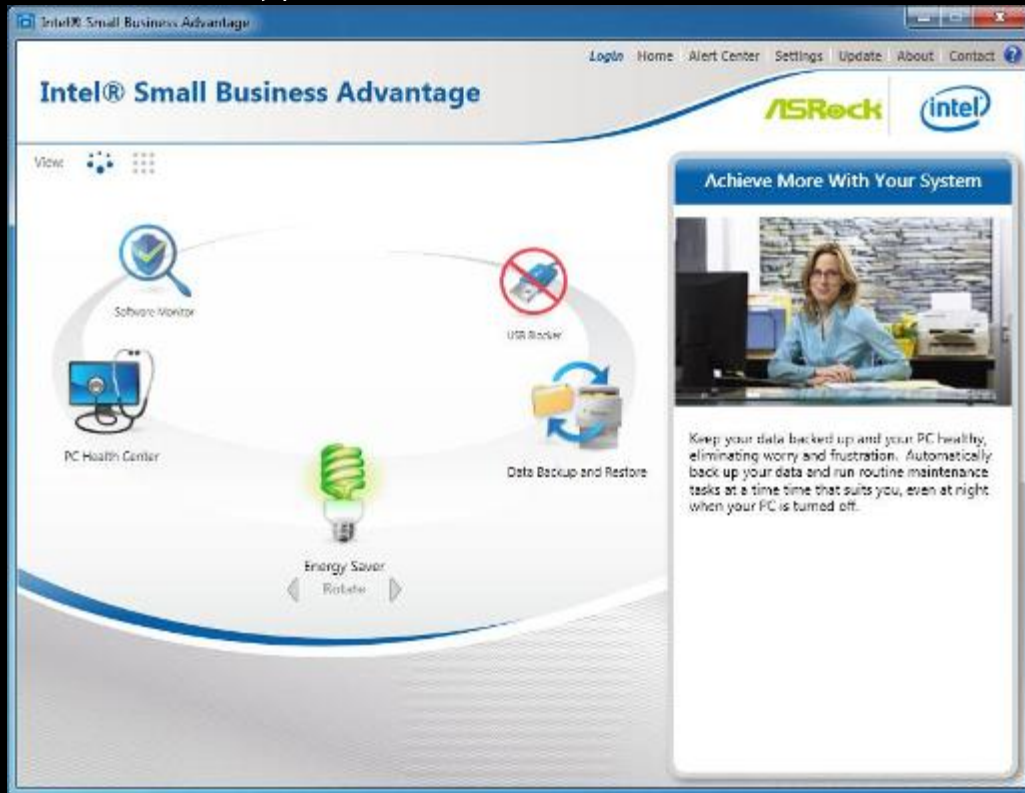 Intel® Small Business Advantage
Login Home Alert Center Settings Update About Contact ?
Intel® Small Business Advantage
ASRock
intel
View:
Achieve More With Your System
Software Monitor
USB Blocker
PC Health Center
Data Backup and Restore
Energy Saver
Rotate
Keep your data backed up and your PC healthy,
eliminating worry and frustration. Automatically
back up your data and run routine maintenance
tasks at a time time that suits you, even at night
when your PC is turned off.